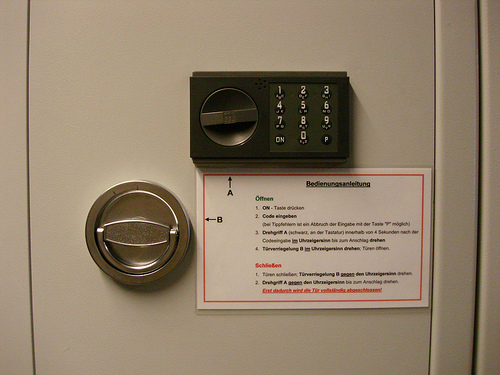 1 2 3
4 5 6
7 8 9
ON 0 P
A
B
Bedienungsanleitung
Öffnen
1. ON - Taste drücken
2. Code eingeben
(bei Tippfehlern ist ein Abbruch der Eingabe mit der Taste "P" möglich)
3. Drehgriff A (schwarz, an der Tastatur) innerhalb von 4 Sekunden nach der
Codeeingabe im Uhrzeigersinn bis zum Anschlag drehen
4. Türverriegelung B im Uhrzeigersinn drehen; Türen öffnen.
Schließen
1. Türen schließen; Türverriegelung B gegen den Uhrzeigersinn drehen.
2. Drehgriff A gegen den Uhrzeigersinn bis zum Anschlag drehen.
Erst dadurch wird die Tür vollständig abgeschlossen!